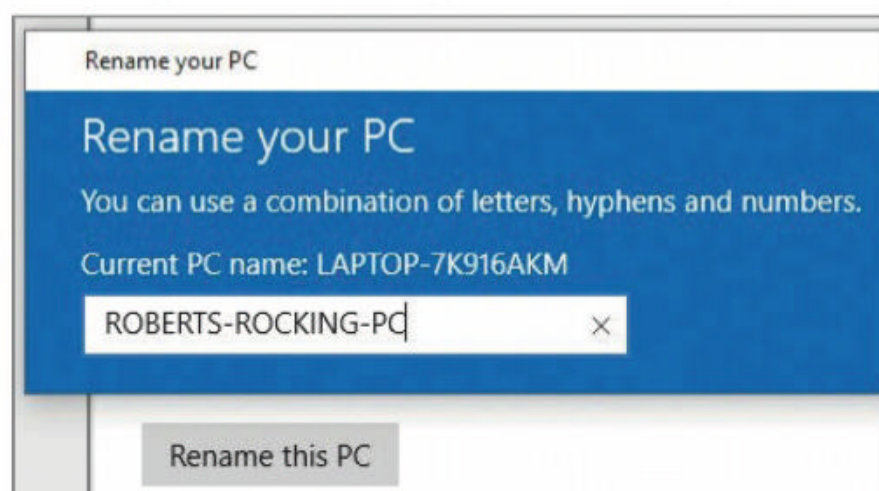 Rename your PC
Rename your PC
You can use a combination of letters, hyphens and numbers.
Current PC name: LAPTOP-7K916AKM
ROBERTS-ROCKING-PC
Rename this PC